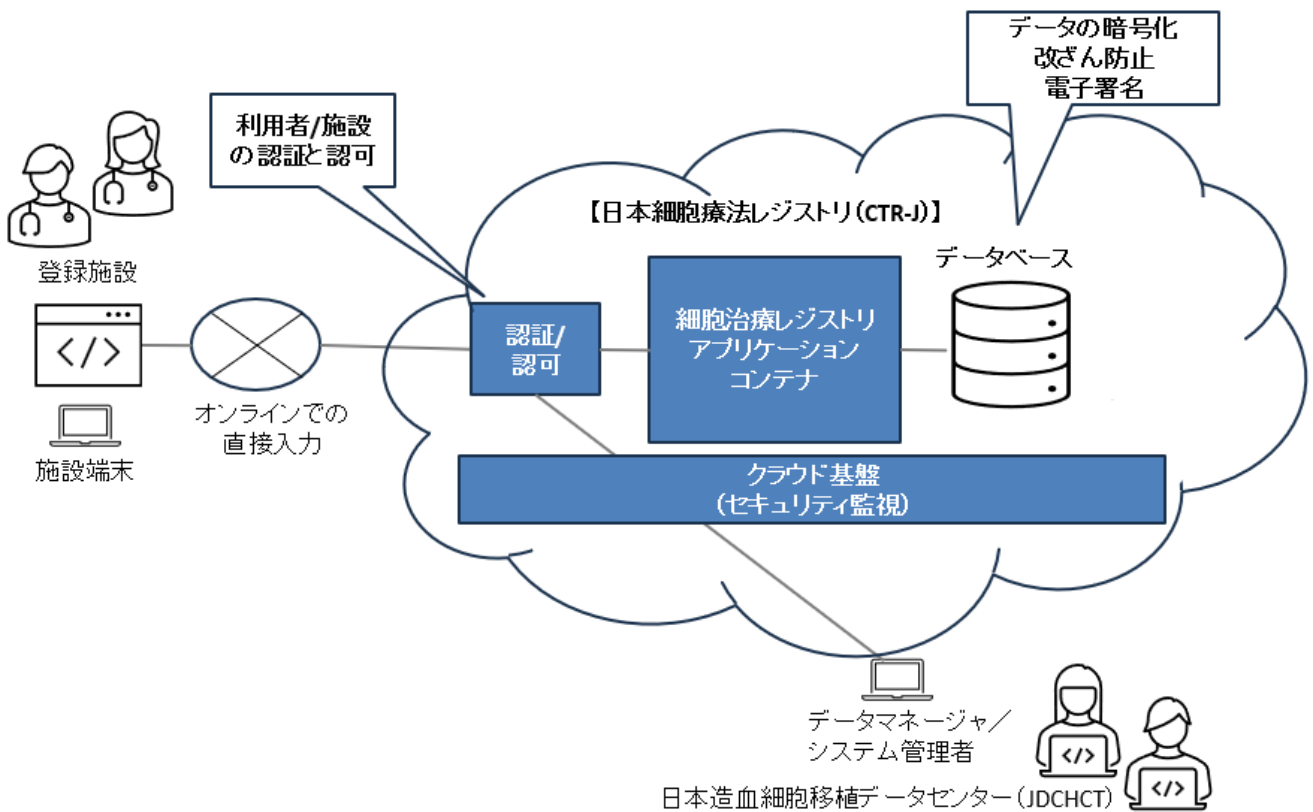 データの暗号化
改ざん防止
電子署名
利用者/施設
の認証と認可
【日本細胞療法レジストリ(CTR-J)】
登録施設
データベース
</>
認証/
認可
細胞治療レジストリ
アプリケーション
コンテナ
オンラインでの
直接入力
施設端末
クラウド基盤
(セキュリティ監視)
データマネージャ／
システム管理者
</>
</>
日本造血細胞移植データセンター(JDCHCT)